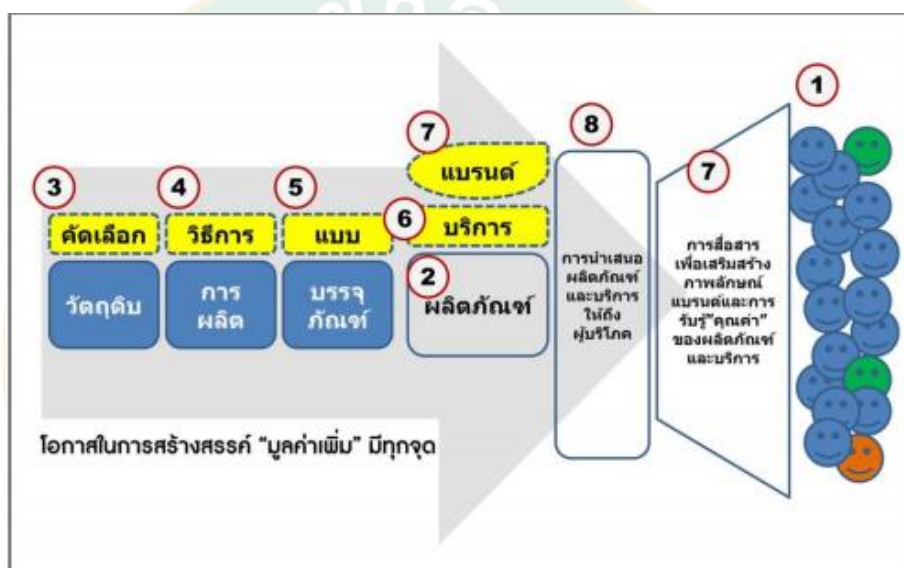 1
7
8
3
4
5
แบรนด์
7
6
คัดเลือก
วิธีการ
แบบ
บริการ
2
วัตถุดิบ
การ
ผลิต
บรรจุ
ภัณฑ์
ผลิตภัณฑ์
การนำเสนอ
ผลิตภัณฑ์
และบริการ
ให้ถึง
ผู้บริโภค
การสื่อสาร
เพื่อเสริมสร้าง
ภาพลักษณ์
แบรนด์และการ
รับรู้"คุณค่า"
ของผลิตภัณฑ์
และบริการ
โอกาสในการสร้างสรรค์ “มูลค่าเพิ่ม” มีทุกจุด